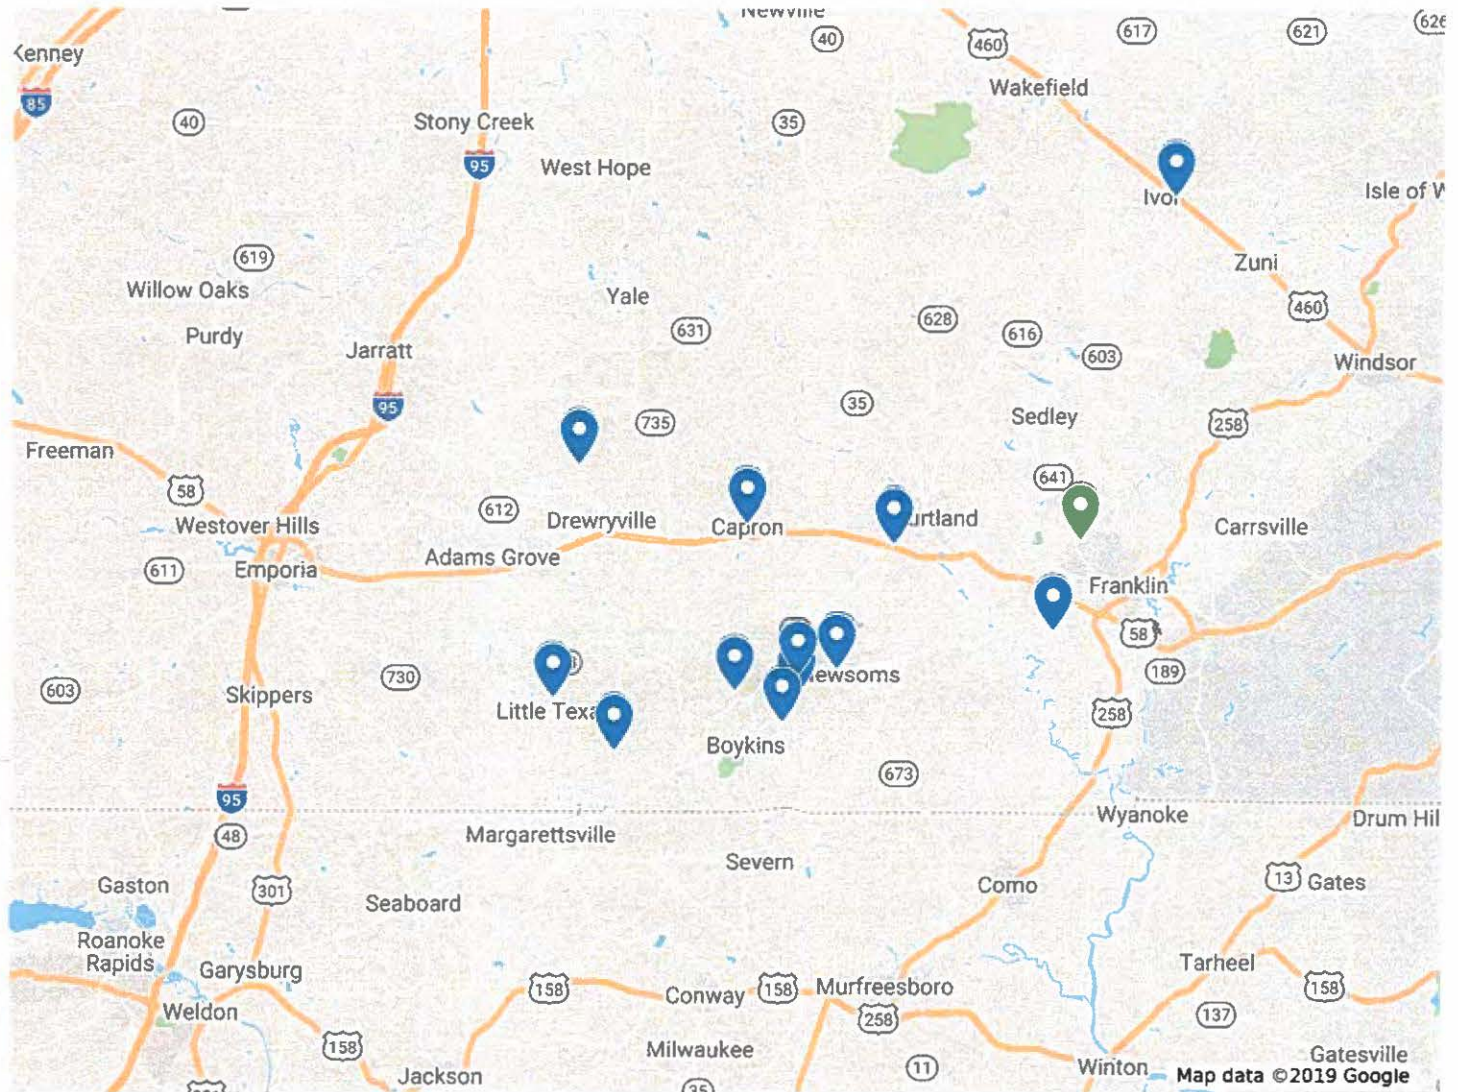 Newville
626
Kenney
40
460
617
621
85
Wakefield
40
Stony Creek
35
95
West Hope
Isle of W
Ivor
619
Zuni
Willow Oaks
Yale
460
Purdy
631
628
616
603
Jarratt
Windsor
95
35
Sedley
735
258
Freeman
641
58
612
Westover Hills
Drewryville
Capron
urtland
Carrsville
Adams Grove
611
Emporia
Franklin
58
603
730
ewsoms
189
Skippers
Little Texa
258
Boykins
673
95
48
Margarettsville
Wyanoke
Drum Hil
Severn
Gaston
301
Seaboard
Como
13
Gates
Roanoke
Rapids
Garysburg
Tarheel
158
Conway
158
Murfreesboro
158
Weldon
258
137
158
Milwaukee
11
Winton
Gatesville
Jackson
35
Map data ©2019 Google